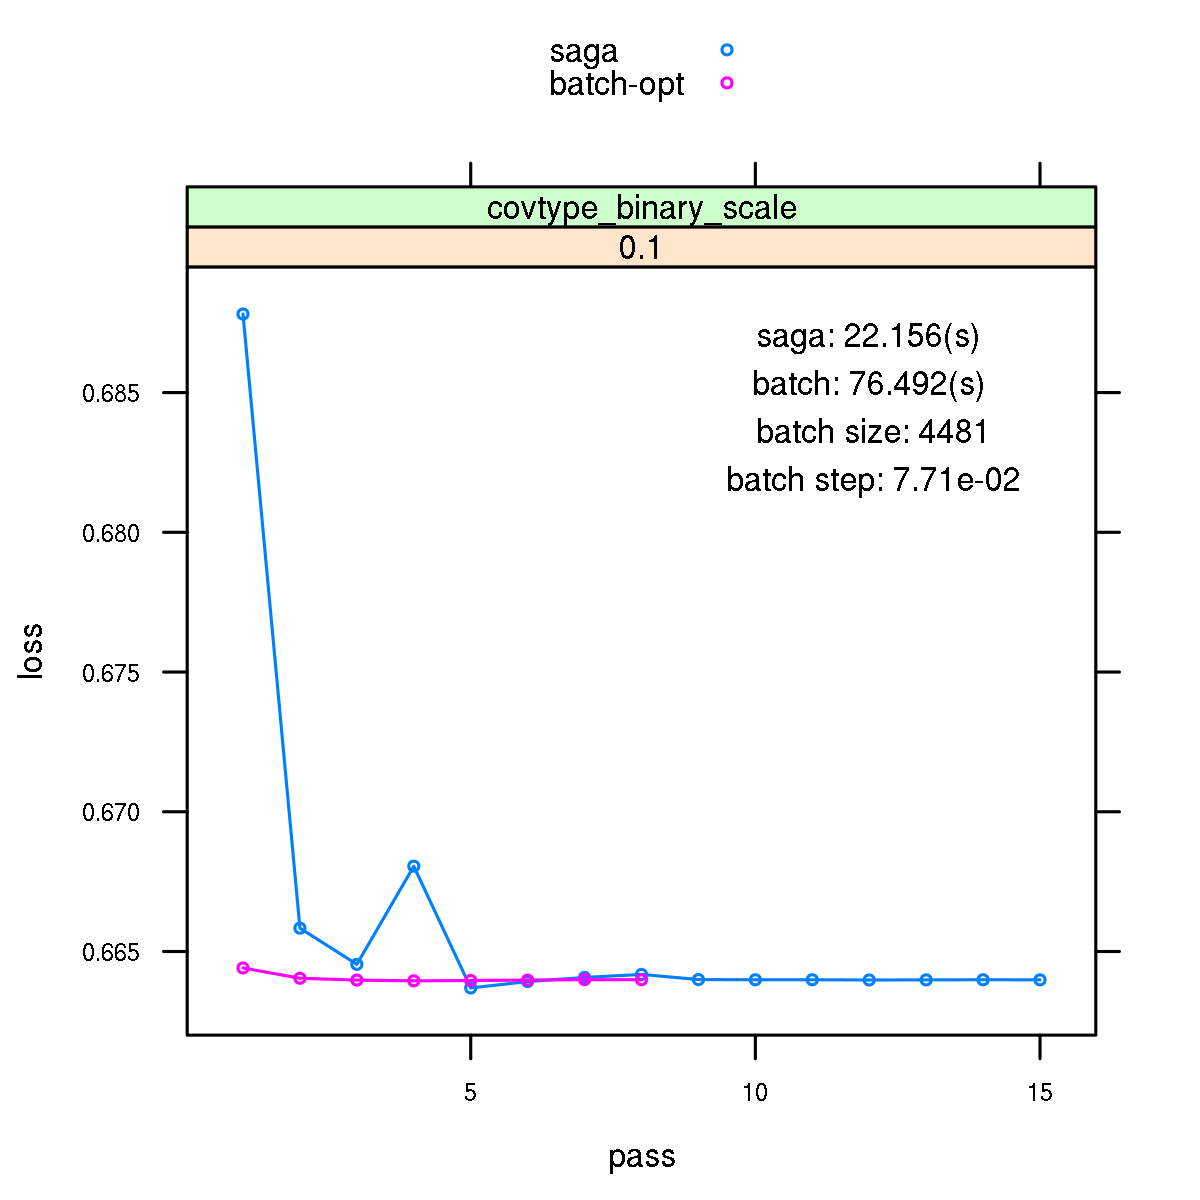 saga
batch-opt
covtype_binary_scale
0.1
saga: 22.156(s)
batch: 76.492(s)
batch size: 4481
batch step: 7.71e-02
0.685
0.680
0.675
0.670
0.665
loss
5
10
15
pass